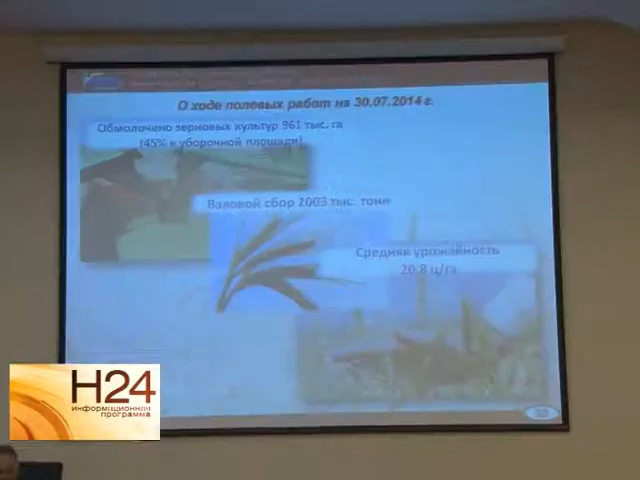 О ходе полевых работ на 30.07.2014 г.
Обмолочено зерновых культур 961 тыс. га
(45% к уборочной площади)
Валовой сбор 2003 тыс. тонн
Средняя урожайность
20.8 ц/га
Н24
информационная
программа